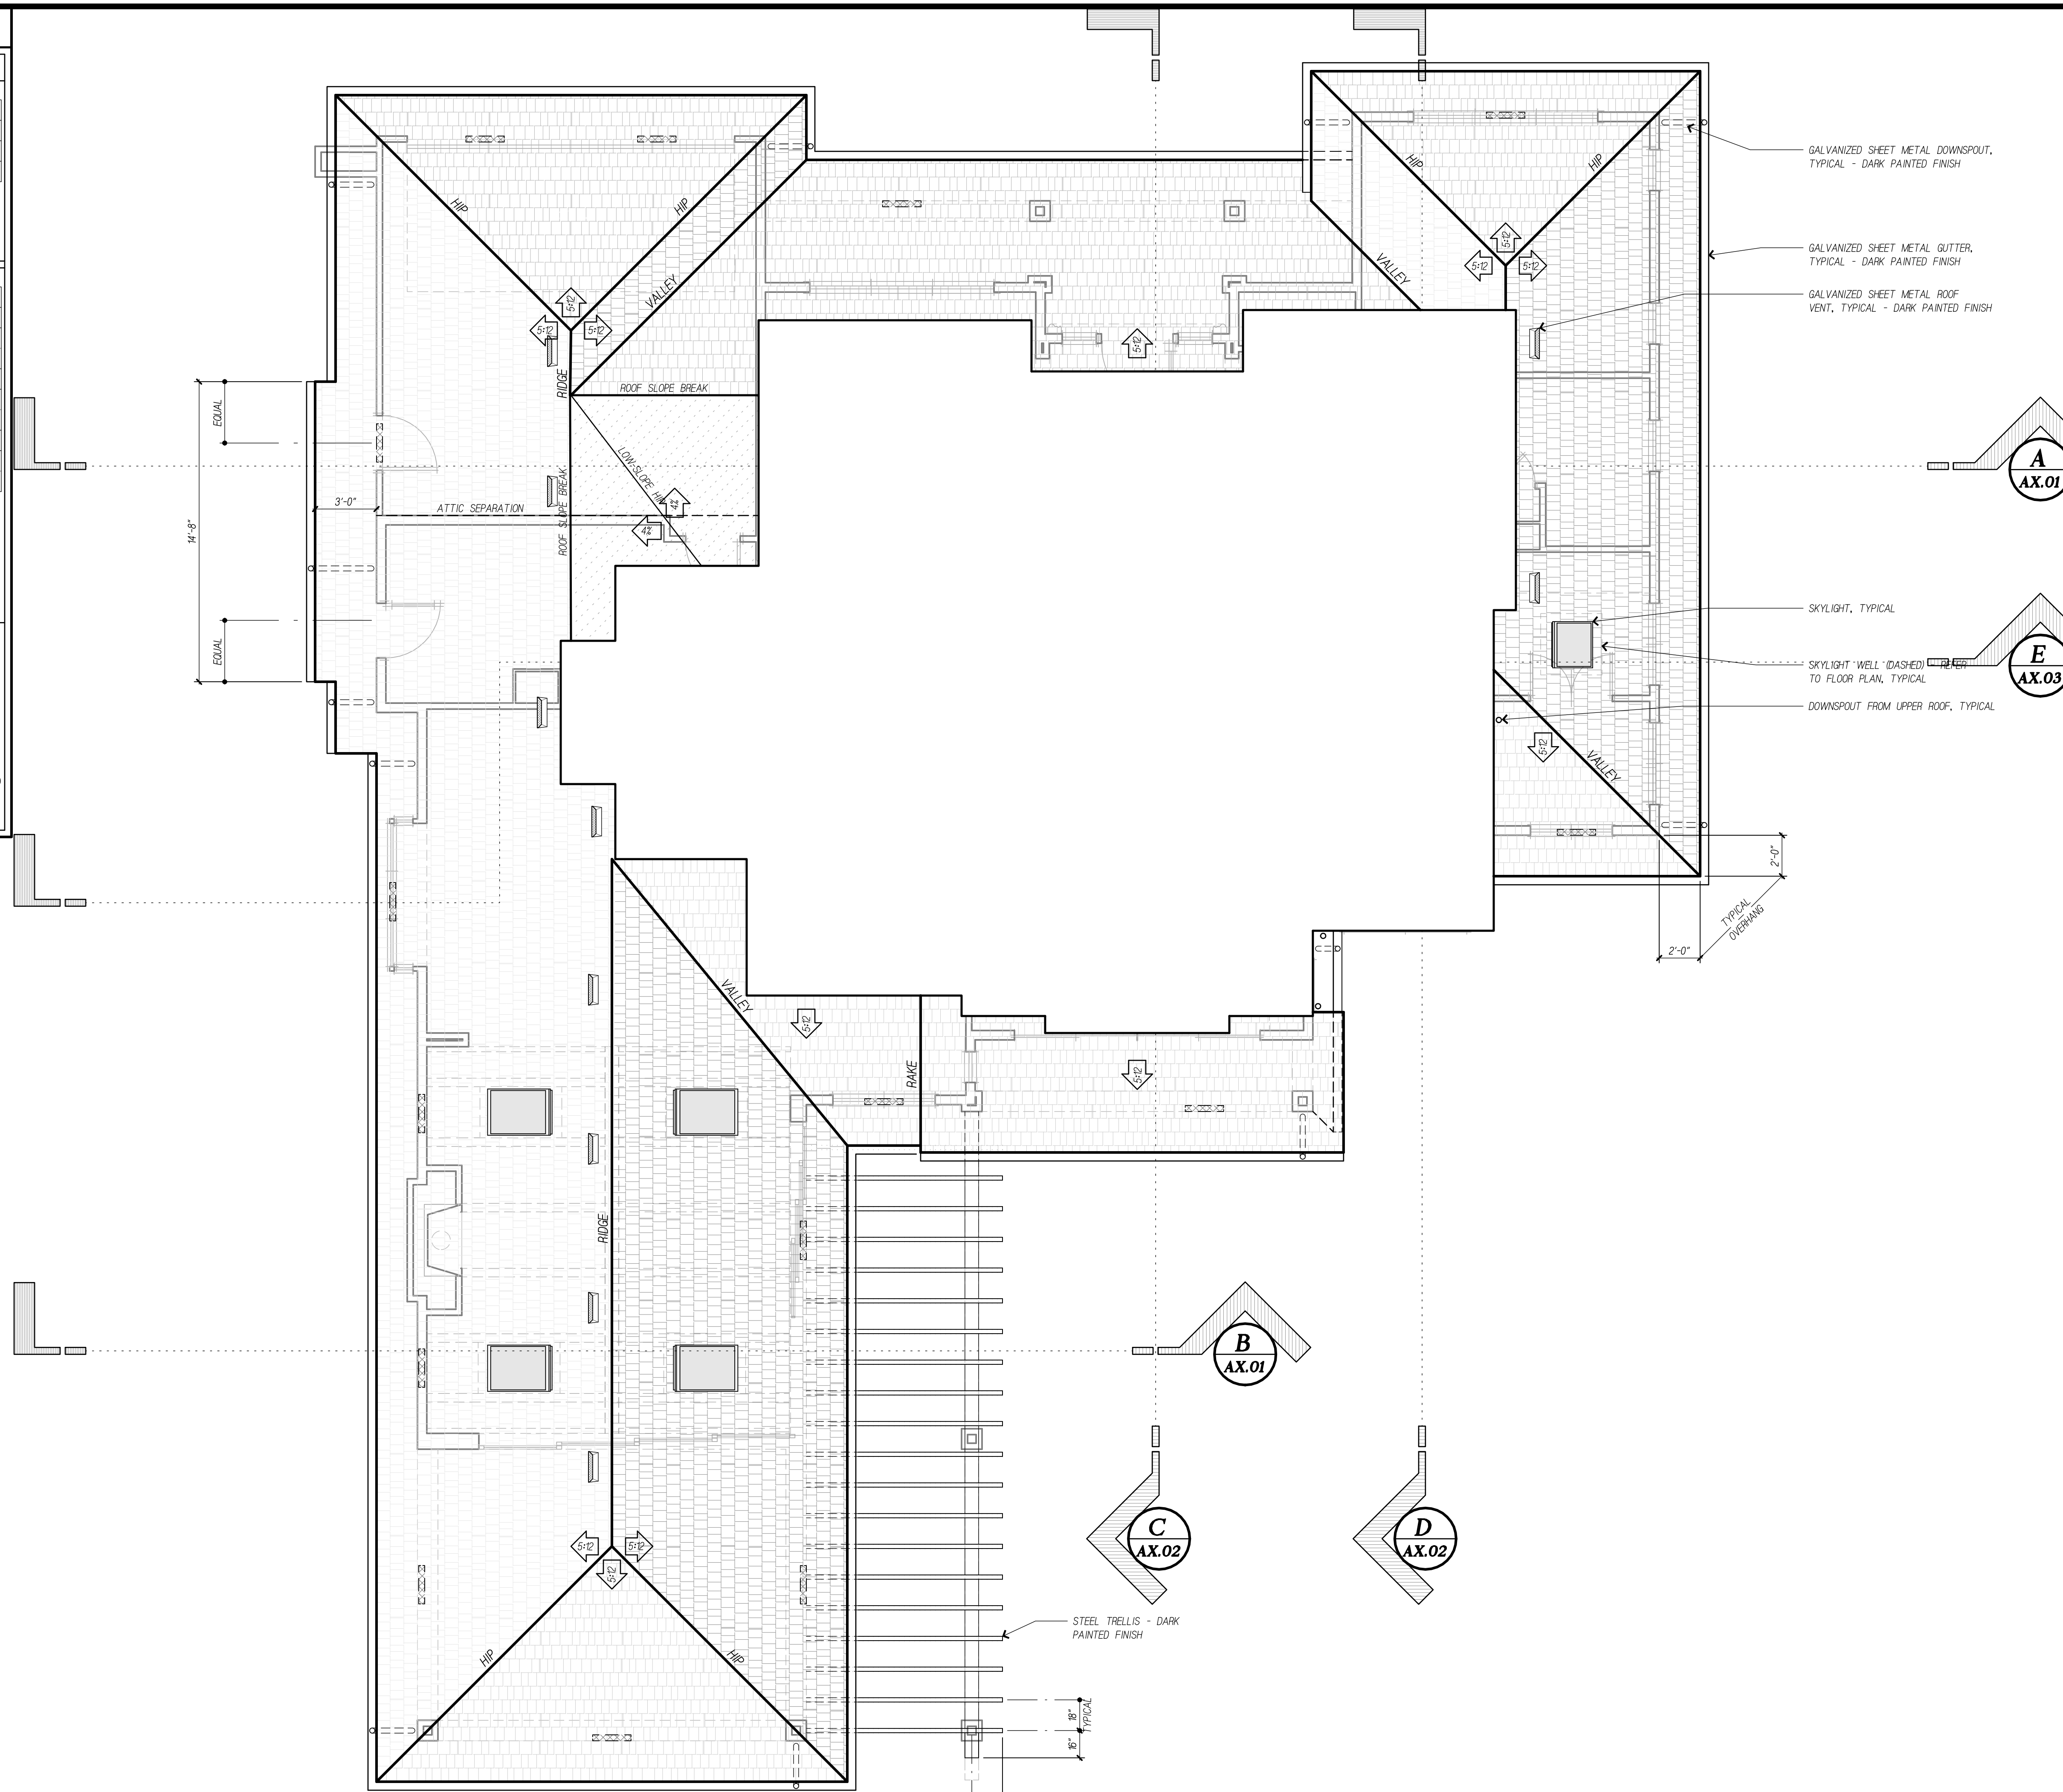 GALVANIZED SHEET METAL DOWNSPOUT,
TYPICAL - DARK PAINTED FINISH
HIP
HIP
HIP
HIP
5:12
5:12
5:12
GALVANIZED SHEET METAL GUTTER,
TYPICAL - DARK PAINTED FINISH
VALLEY
VALLEY
GALVANIZED SHEET METAL ROOF
VENT, TYPICAL - DARK PAINTED FINISH
5:12
5:12
5:12
5:12
RIDGE
ROOF SLOPE BREAK
EQUAL
LOW-SLOPE HIP
A
AX.01
ROOF SLOPE BREAK
3'-0"
ATTIC SEPARATION
4%
4%
14'-8"
EQUAL
SKYLIGHT, TYPICAL
SKYLIGHT WELL (DASHED) - REFER
TO FLOOR PLAN, TYPICAL
E
AX.03
DOWNSPOUT FROM UPPER ROOF, TYPICAL
5:12
VALLEY
2'-0"
TYPICAL
OVERHANG
2'-0"
VALLEY
5:12
RAKE
5:12
RIDGE
B
AX.01
C
AX.02
D
AX.02
5:12
5:12
5:12
STEEL TRELLIS - DARK
PAINTED FINISH
HIP
HIP
18"
TYPICAL
16"